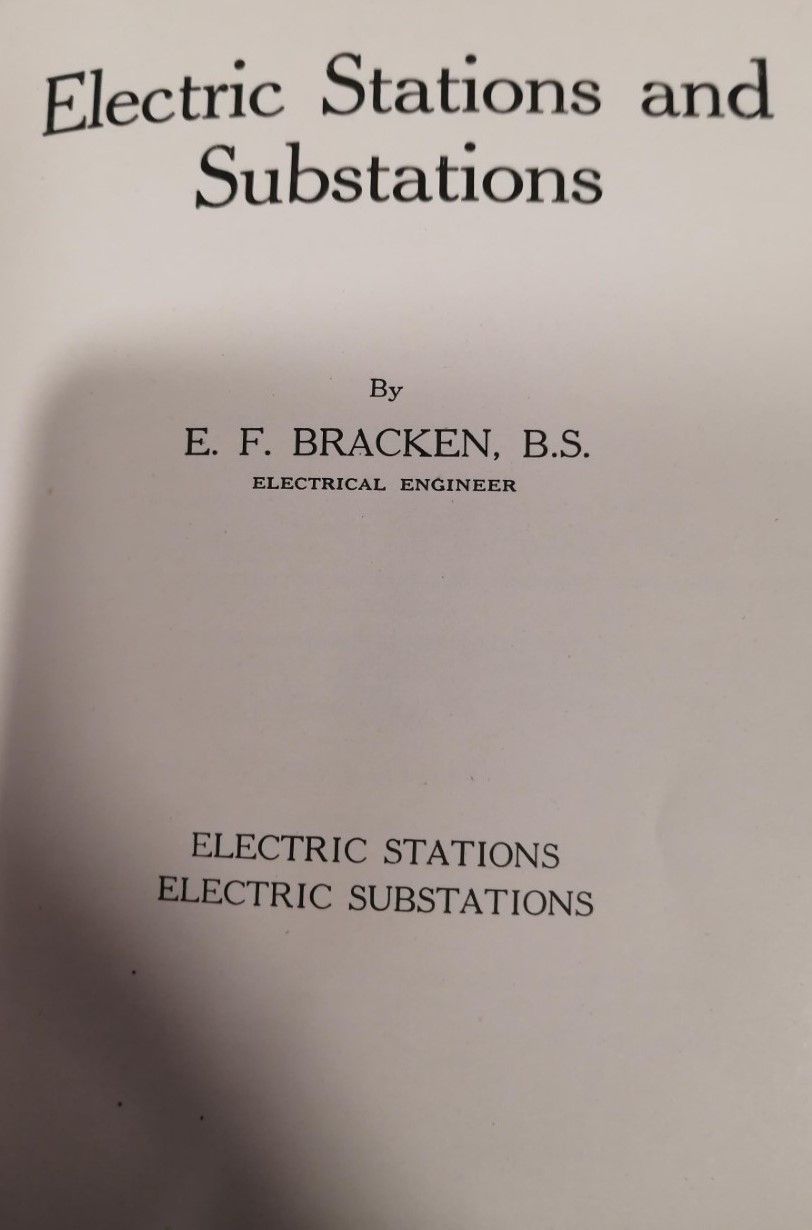 Electric Stations and
Substations
By
E. F. BRACKEN, B.S.
ELECTRICAL ENGINEER
ELECTRIC STATIONS
ELECTRIC SUBSTATIONS